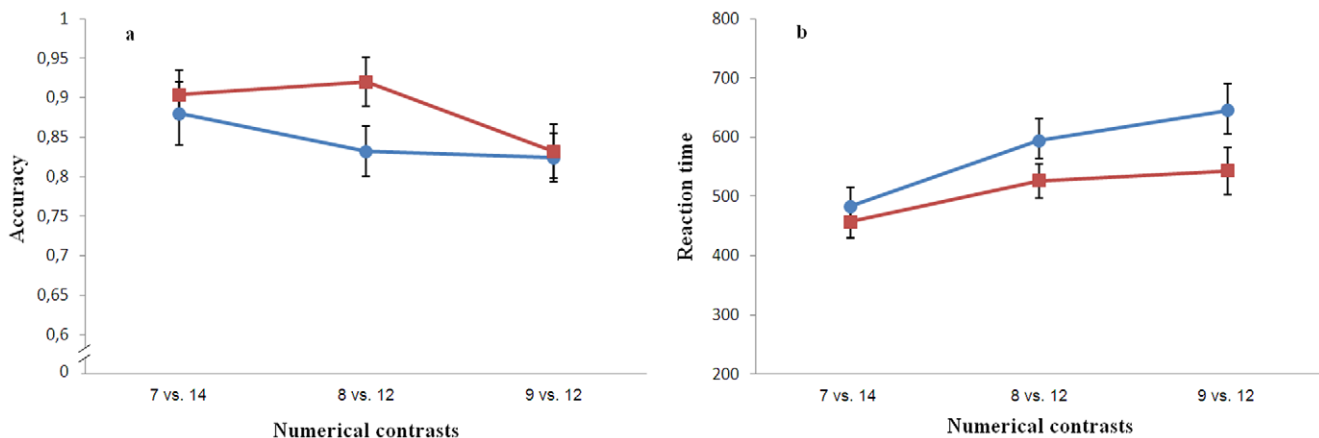 a
1
0,95
0,9
0,85
0,8
0,75
0,7
0,65
0,6
0
Accuracy
7 vs. 14
8 vs. 12
9 vs. 12
Numerical contrasts
b
800
700
600
500
400
300
200
Reaction time
7 vs. 14
8 vs. 12
9 vs. 12
Numerical contrasts